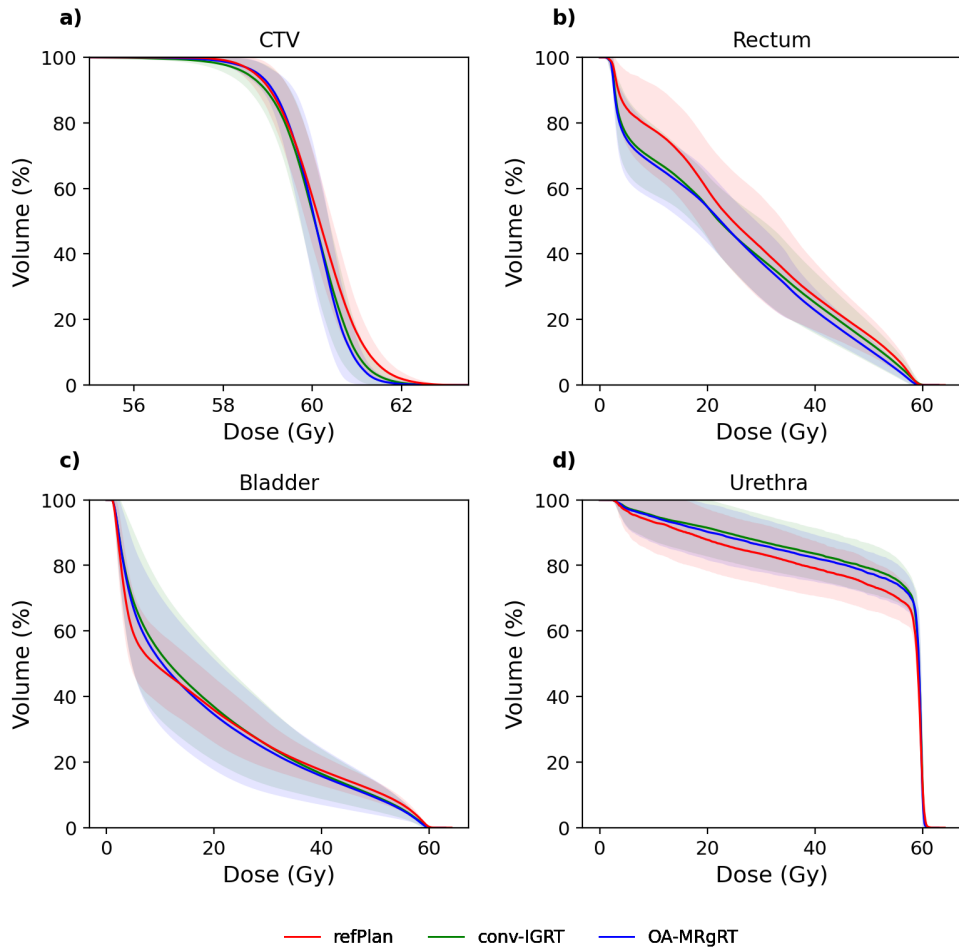 a)
CTV
100
80
60
40
20
0
Volume (%)
56 58 60 62
Dose (Gy)
b)
Rectum
100
80
60
40
20
0
Volume (%)
0 20 40 60
Dose (Gy)
c)
Bladder
100
80
60
40
20
0
Volume (%)
0 20 40 60
Dose (Gy)
d)
Urethra
100
80
60
40
20
0
Volume (%)
0 20 40 60
Dose (Gy)
refPlan conv-IGRT OA-MRgRT